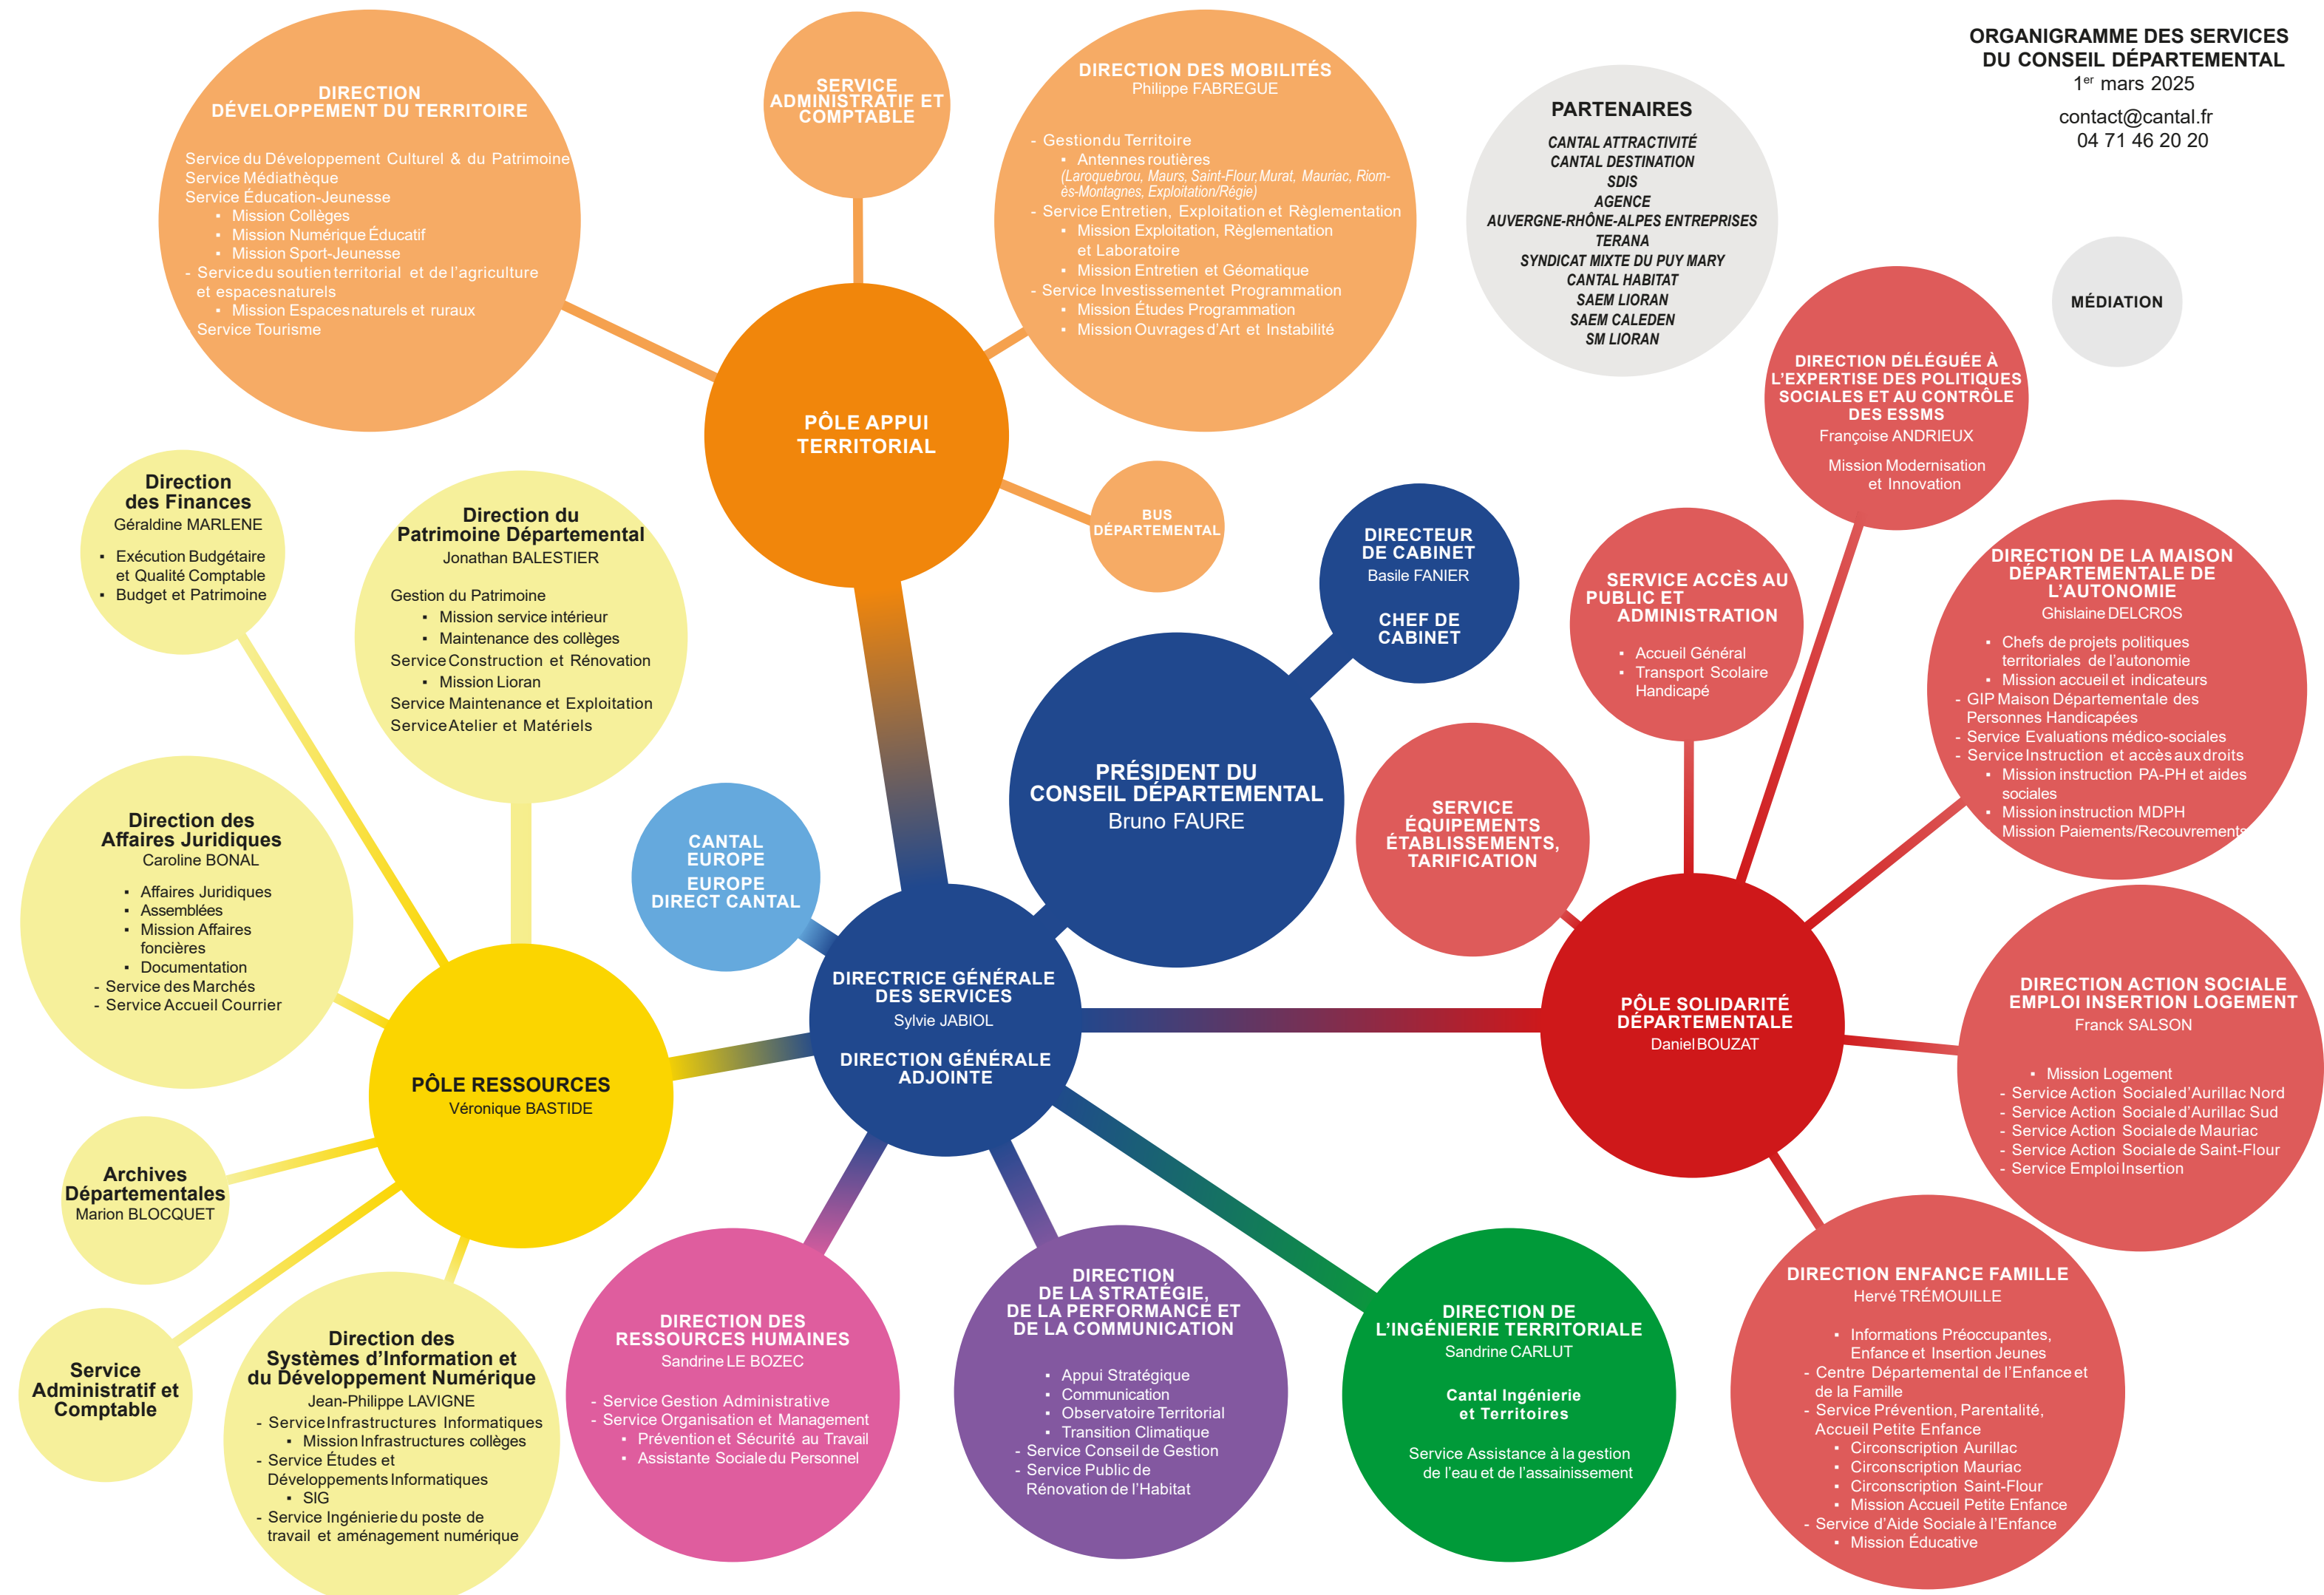 ORGANIGRAMME DES SERVICES
DU CONSEIL DÉPARTEMENTAL
1er mars 2025
contact@cantal.fr
04 71 46 20 20
DIRECTION
DÉVELOPPEMENT DU TERRITOIRE
Service du Développement Culturel & du Patrimoine
Service Médiathèque
Service Éducation-Jeunesse
▪ Mission Collèges
▪ Mission Numérique Éducatif
▪ Mission Sport-Jeunesse
- Service du soutien territorial et de l’agriculture
et espaces naturels
▪ Mission Espaces naturels et ruraux
Service Tourisme
SERVICE
ADMINISTRATIF ET
COMPTABLE
DIRECTION DES MOBILITÉS
Philippe FABREGUE
- Gestion du Territoire
▪ Antennes routières
(Laroquebrou, Maurs, Saint-Flour, Murat, Mauriac, Riom-
ès-Montagnes, Exploitation/Régie)
- Service Entretien, Exploitation et Règlementation
▪ Mission Exploitation, Règlementation
et Laboratoire
▪ Mission Entretien et Géomatique
- Service Investissement et Programmation
▪ Mission Études Programmation
▪ Mission Ouvrages d’Art et Instabilité
PARTENAIRES
CANTAL ATTRACTIVITÉ
CANTAL DESTINATION
SDIS
AGENCE
AUVERGNE-RHÔNE-ALPES ENTREPRISES
TERANA
SYNDICAT MIXTE DU PUY MARY
CANTAL HABITAT
SAEM LIORAN
SAEM CALEDEN
SM LIORAN
MÉDIATION
PÔLE APPUI
TERRITORIAL
BUS
DÉPARTEMENTAL
DIRECTION DÉLÉGUÉE À
L’EXPERTISE DES POLITIQUES
SOCIALES ET AU CONTRÔLE
DES ESSMS
Françoise ANDRIEUX
Mission Modernisation
et Innovation
Direction
des Finances
Géraldine MARLENE
▪ Exécution Budgétaire
et Qualité Comptable
▪ Budget et Patrimoine
Direction du
Patrimoine Départemental
Jonathan BALESTIER
Gestion du Patrimoine
▪ Mission service intérieur
▪ Maintenance des collèges
Service Construction et Rénovation
▪ Mission Lioran
Service Maintenance et Exploitation
Service Atelier et Matériels
DIRECTEUR
DE CABINET
Basile FANIER
CHEF DE
CABINET
SERVICE ACCÈS AU
PUBLIC ET
ADMINISTRATION
▪ Accueil Général
▪ Transport Scolaire
Handicapé
DIRECTION DE LA MAISON
DÉPARTEMENTALE DE
L’AUTONOMIE
Ghislaine DELCROS
▪ Chefs de projets politiques
territoriales de l’autonomie
▪ Mission accueil et indicateurs
- GIP Maison Départementale des
Personnes Handicapées
- Service Evaluations médico-sociales
- Service Instruction et accès aux droits
▪ Mission instruction PA-PH et aides
sociales
▪ Mission instruction MDPH
Mission Paiements/Recouvrements
Direction des
Affaires Juridiques
Caroline BONAL
▪ Affaires Juridiques
▪ Assemblées
▪ Mission Affaires
foncières
▪ Documentation
- Service des Marchés
- Service Accueil Courrier
CANTAL
EUROPE
EUROPE
DIRECT CANTAL
PRÉSIDENT DU
CONSEIL DÉPARTEMENTAL
Bruno FAURE
SERVICE
ÉQUIPEMENTS
ÉTABLISSEMENTS,
TARIFICATION
DIRECTRICE GÉNÉRALE
DES SERVICES
Sylvie JABIOL
DIRECTION GÉNÉRALE
ADJOINTE
PÔLE SOLIDARITÉ
DÉPARTEMENTALE
Daniel BOUZAT
DIRECTION ACTION SOCIALE
EMPLOI INSERTION LOGEMENT
Franck SALSON
▪ Mission Logement
- Service Action Sociale d’Aurillac Nord
- Service Action Sociale d’Aurillac Sud
- Service Action Sociale de Mauriac
- Service Action Sociale de Saint-Flour
- Service Emploi Insertion
PÔLE RESSOURCES
Véronique BASTIDE
Archives
Départementales
Marion BLOCQUET
Service
Administratif et
Comptable
Direction des
Systèmes d’Information et
du Développement Numérique
Jean-Philippe LAVIGNE
- Service Infrastructures Informatiques
▪ Mission Infrastructures collèges
- Service Études et
Développements Informatiques
▪ SIG
- Service Ingénierie du poste de
travail et aménagement numérique
DIRECTION DES
RESSOURCES HUMAINES
Sandrine LE BOZEC
- Service Gestion Administrative
- Service Organisation et Management
▪ Prévention et Sécurité au Travail
▪ Assistante Sociale du Personnel
DIRECTION
DE LA STRATÉGIE,
DE LA PERFORMANCE ET
DE LA COMMUNICATION
▪ Appui Stratégique
▪ Communication
▪ Observatoire Territorial
▪ Transition Climatique
- Service Conseil de Gestion
- Service Public de
Rénovation de l’Habitat
DIRECTION DE
L’INGÉNIERIE TERRITORIALE
Sandrine CARLUT
Cantal Ingénierie
et Territoires
Service Assistance à la gestion
de l’eau et de l’assainissement
DIRECTION ENFANCE FAMILLE
Hervé TRÉMOUILLE
▪ Informations Préoccupantes,
Enfance et Insertion Jeunes
- Centre Départemental de l’Enfance et
de la Famille
- Service Prévention, Parentalité,
Accueil Petite Enfance
▪ Circonscription Aurillac
▪ Circonscription Mauriac
▪ Circonscription Saint-Flour
▪ Mission Accueil Petite Enfance
- Service d’Aide Sociale à l’Enfance
▪ Mission Éducative